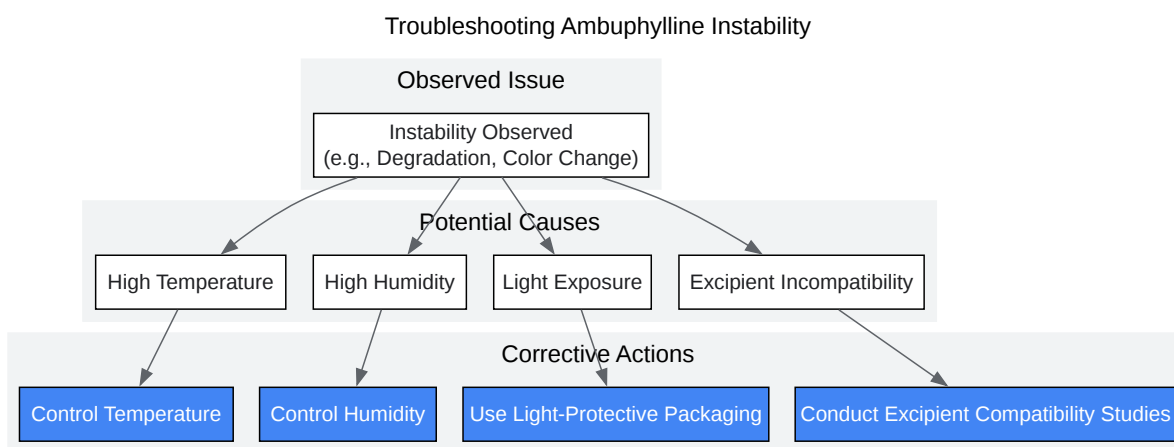 Troubleshooting Ambuphylline Instability
Observed Issue
Instability Observed
(e.g., Degradation, Color Change)
Potential Causes
High Temperature
High Humidity
Light Exposure
Excipient Incompatibility
Corrective Actions
Control Temperature
Control Humidity
Use Light-Protective Packaging
Conduct Excipient Compatibility Studies